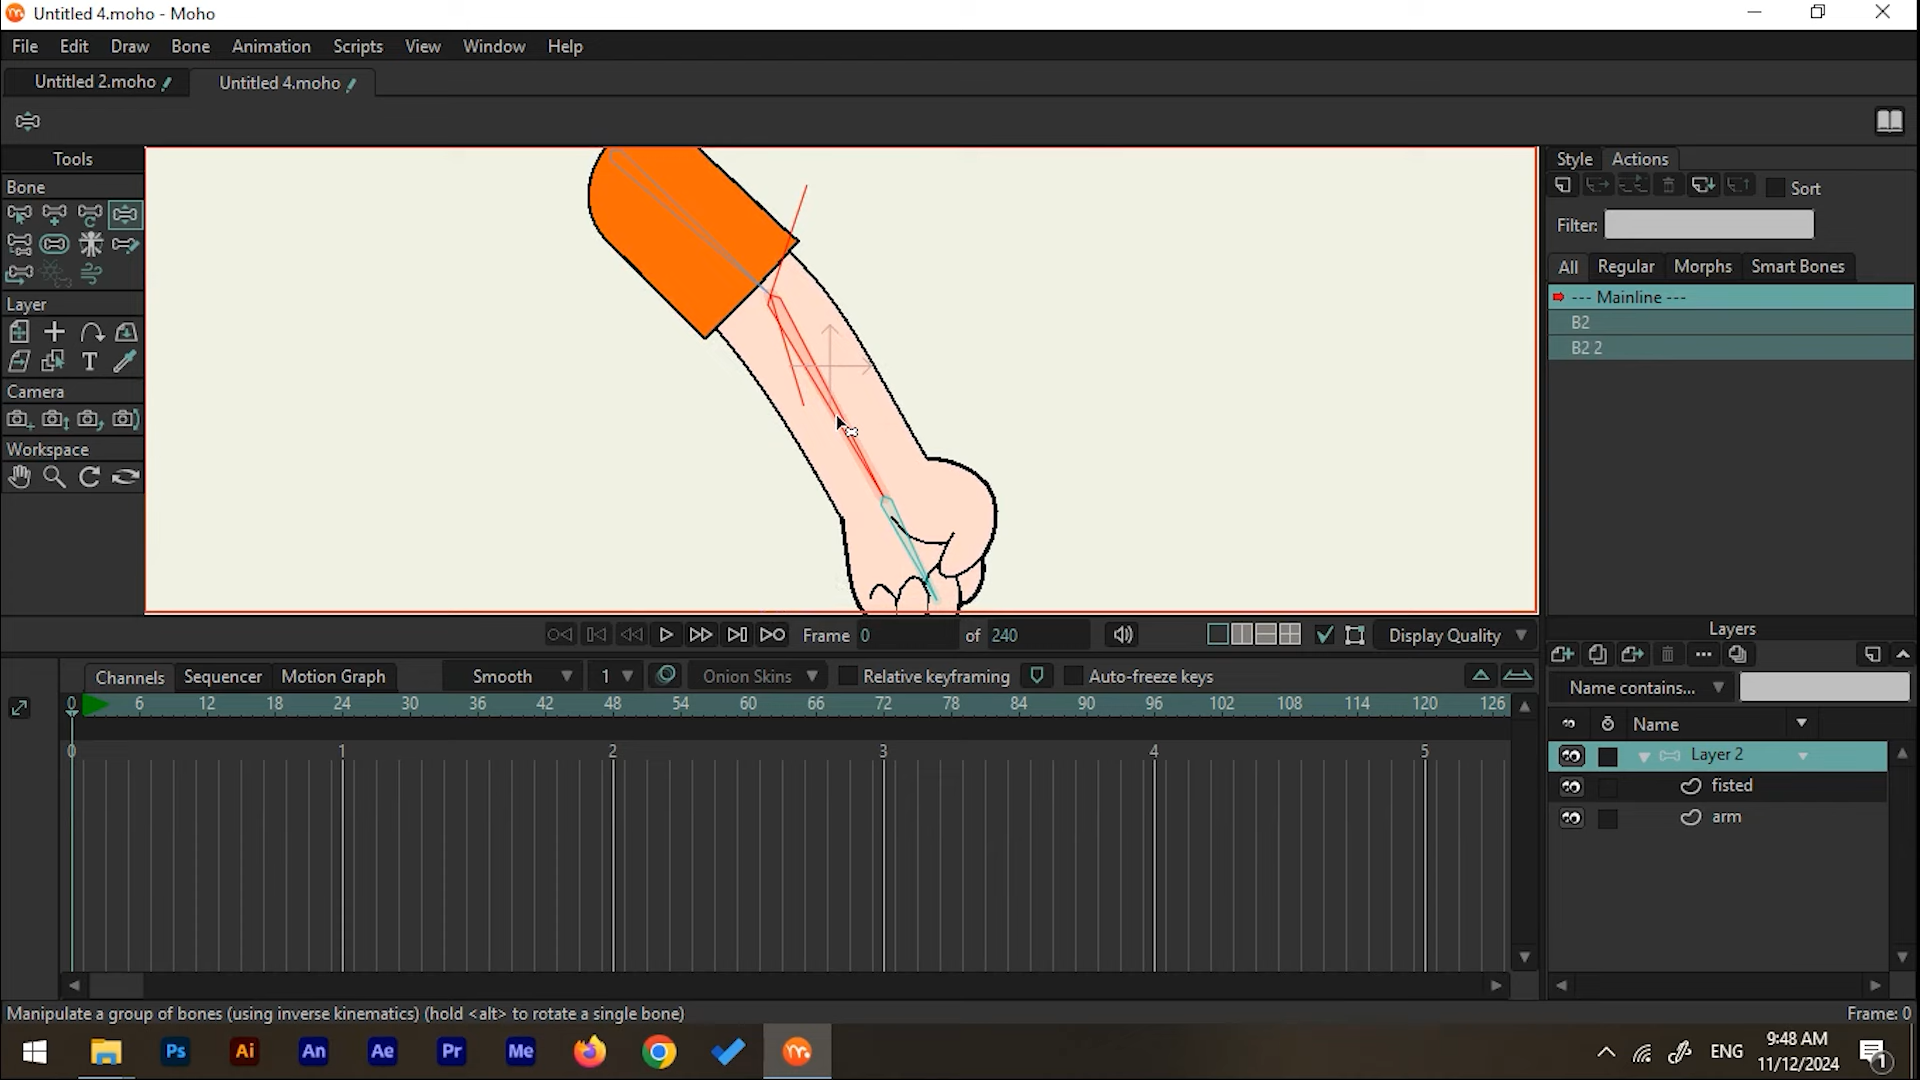 Untitled 4.moho - Moho
File Edit Draw Bone Animation Scripts View Window Help
Untitled 2.moho Untitled 4.moho
Tools
Bone
Layer
T
Camera
Workspace
Style Actions
Sort
Filter:
All Regular Morphs Smart Bones
--- Mainline ---
B2
B2 2
Frame 0 of 240 Display Quality
Channels Sequencer Motion Graph Smooth 1 Onion Skins Relative keyframing Auto-freeze keys
0 6 12 18 24 30 36 42 48 54 60 66 72 78 84 90 96 102 108 114 120 126
0 1 2 3 4 5
Layers
Name contains...
Name
Layer 2
fisted
arm
Manipulate a group of bones (using inverse kinematics) (hold <alt> to rotate a single bone) Frame: 0
Ps Ai An Ae Pr Me ENG 9:48 AM
11/12/2024 1